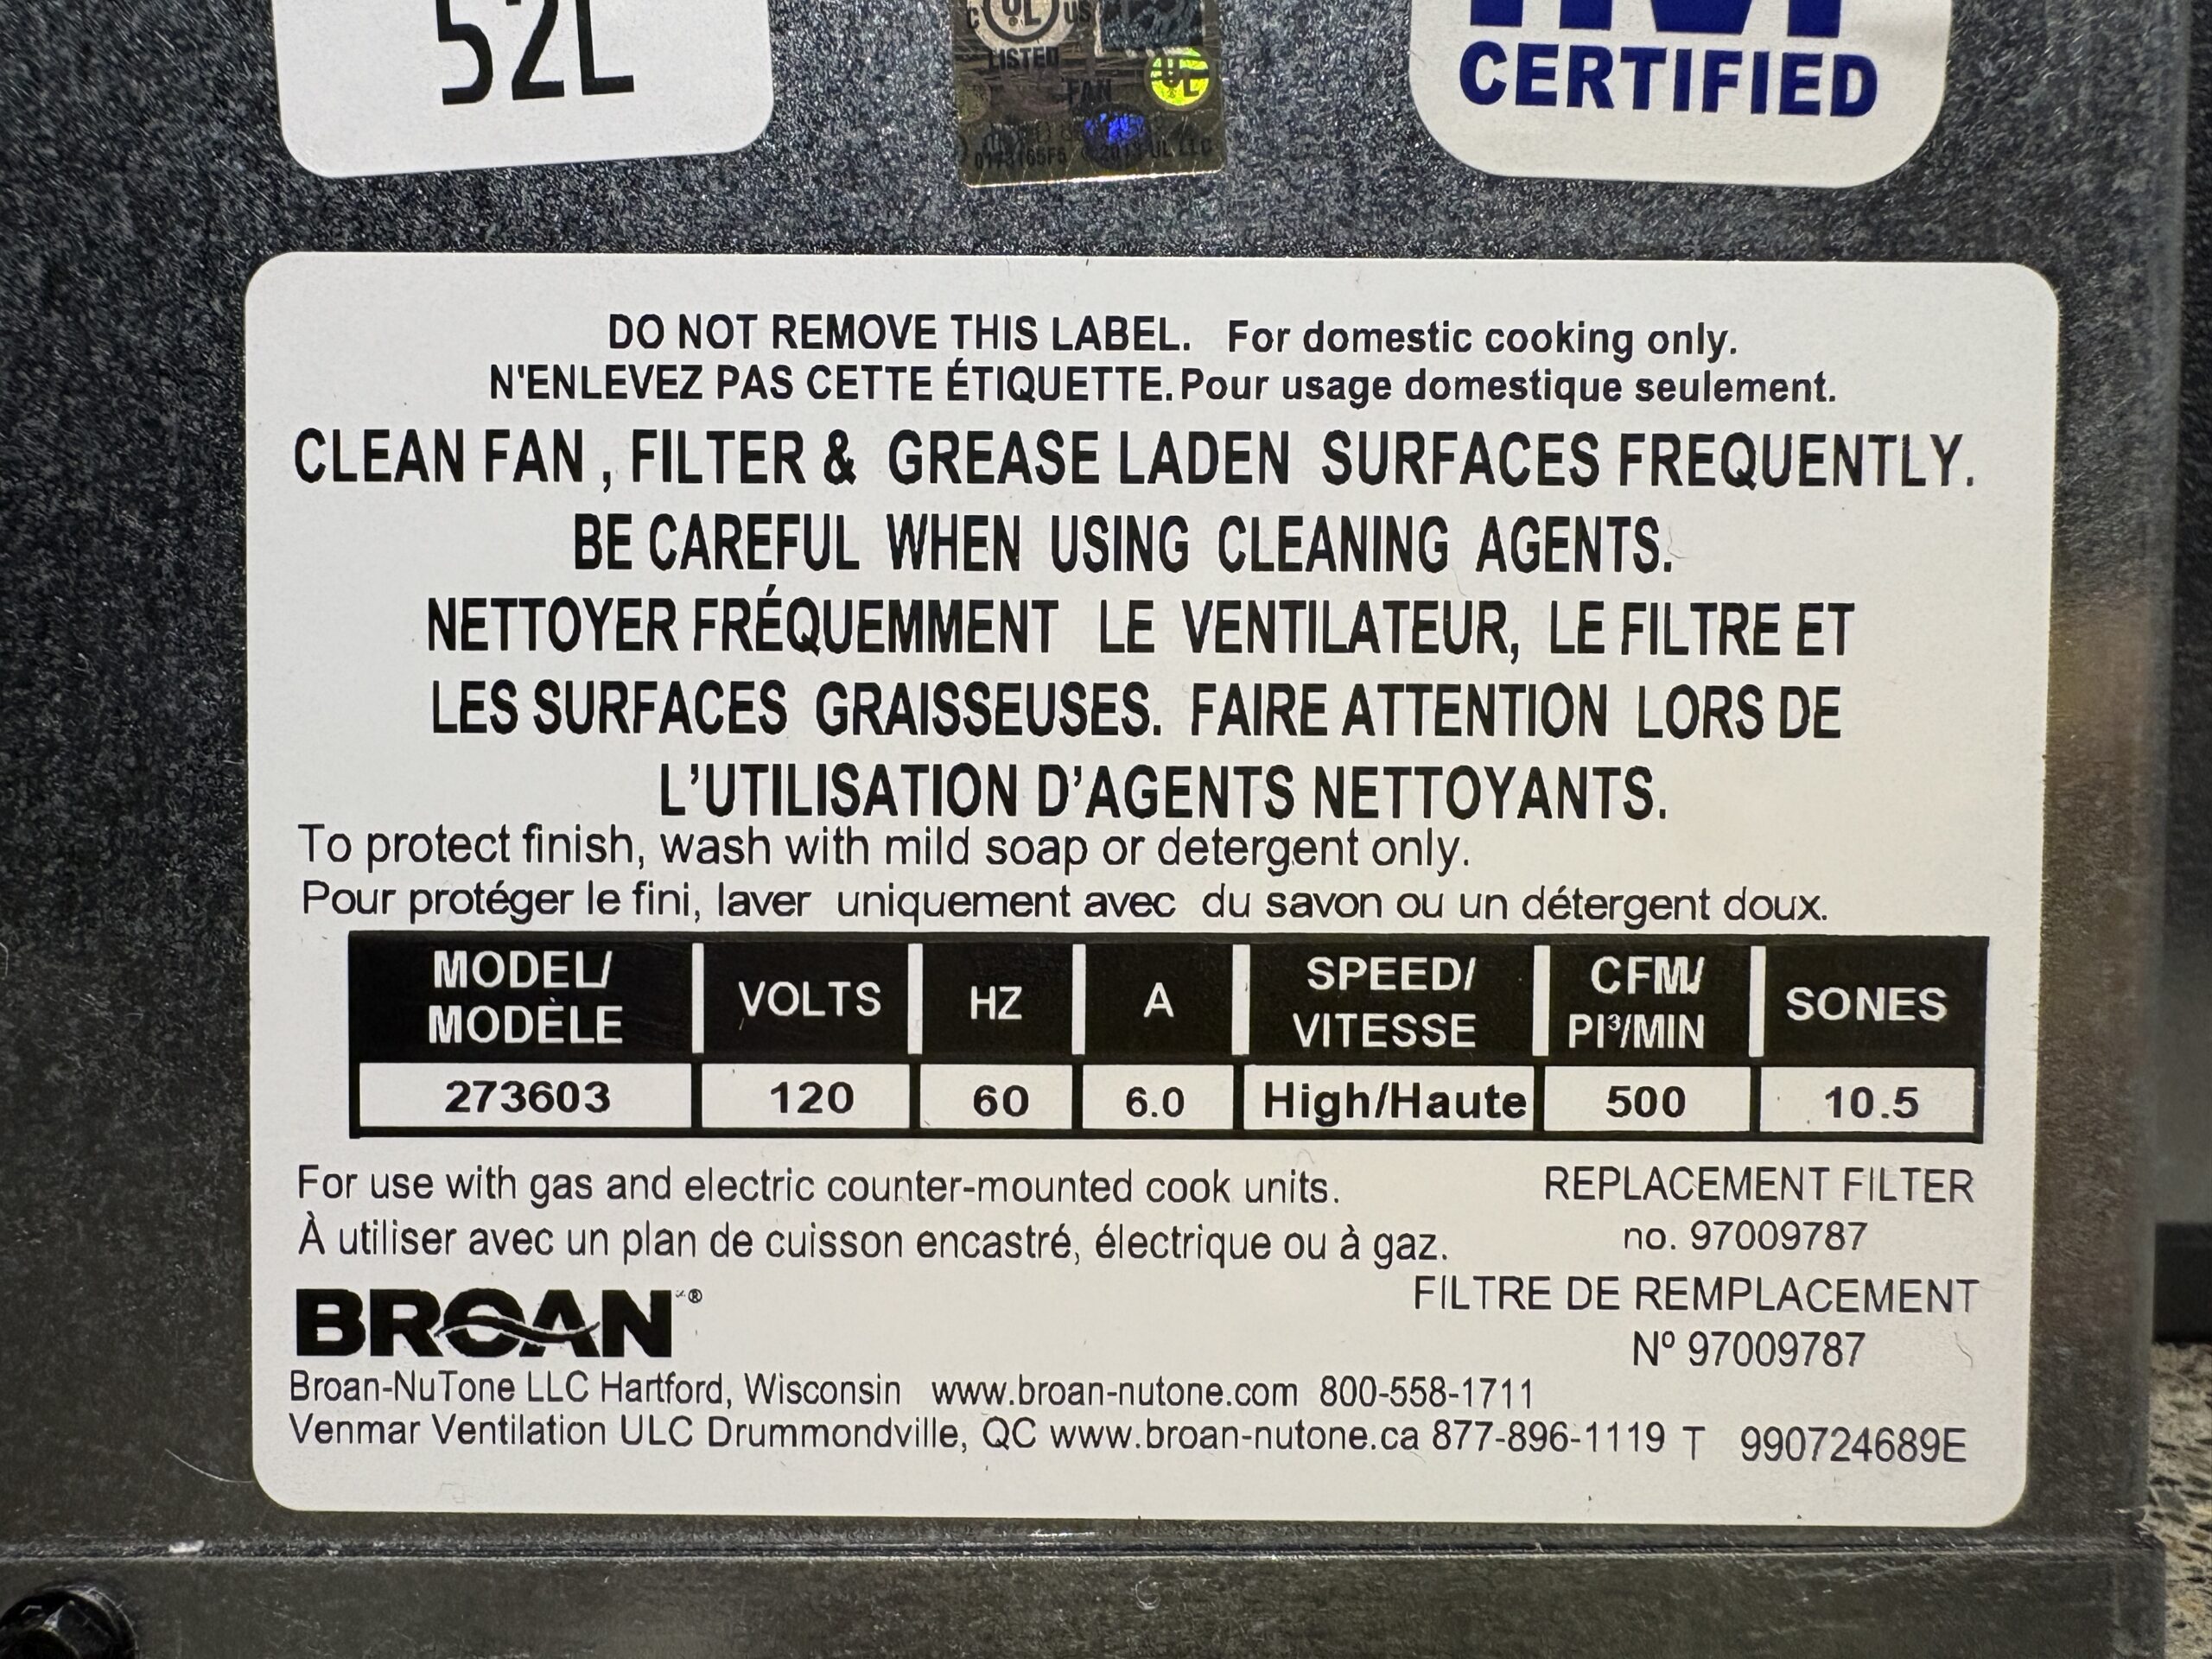 52L
C UL US
LISTED
FAN
UL
CERTIFIED
DO NOT REMOVE THIS LABEL. For domestic cooking only.
N'ENLEVEZ PAS CETTE ÉTIQUETTE. Pour usage domestique seulement.
CLEAN FAN , FILTER & GREASE LADEN SURFACES FREQUENTLY.
BE CAREFUL WHEN USING CLEANING AGENTS.
NETTOYER FRÉQUEMMENT LE VENTILATEUR, LE FILTRE ET
LES SURFACES GRAISSEUSES. FAIRE ATTENTION LORS DE
L'UTILISATION D'AGENTS NETTOYANTS.
To protect finish, wash with mild soap or detergent only.
Pour protéger le fini, laver uniquement avec du savon ou un détergent doux.
MODEL/ MODÈLE VOLTS HZ A SPEED/ VITESSE CFM/ PI³/MIN SONES
273603 120 60 6.0 High/Haute 500 10.5
For use with gas and electric counter-mounted cook units.
À utiliser avec un plan de cuisson encastré, électrique ou à gaz.
REPLACEMENT FILTER
no. 97009787
FILTRE DE REMPLACEMENT
Nº 97009787
BROAN®
Broan-NuTone LLC Hartford, Wisconsin www.broan-nutone.com 800-558-1711
Venmar Ventilation ULC Drummondville, QC www.broan-nutone.ca 877-896-1119 T 990724689E